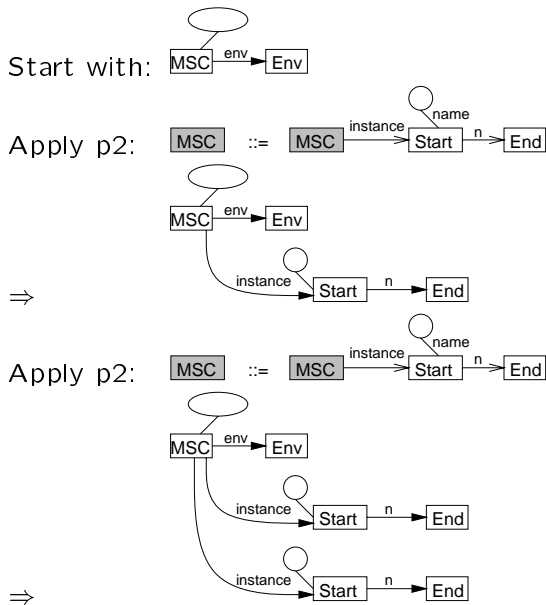 env
Start with: MSC Env
instance name
Apply p2: MSC ::= MSC Start n End
env
MSC Env
instance n
⇒ Start End
instance name
Apply p2: MSC ::= MSC Start n End
env
MSC Env
instance n
Start End
instance n
⇒ Start End